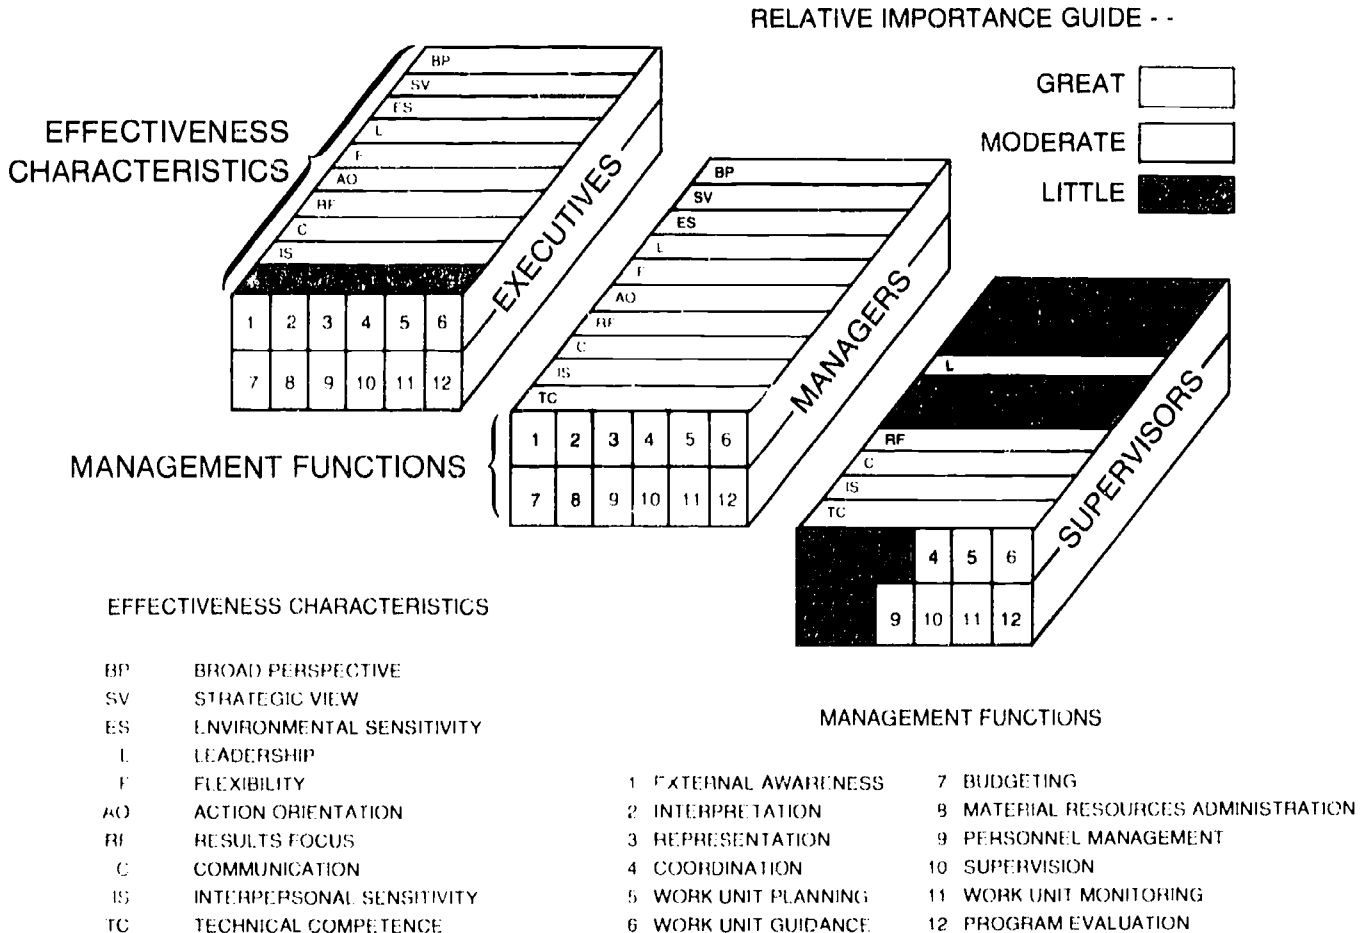 RELATIVE IMPORTANCE GUIDE - -
GREAT
MODERATE
LITTLE
EFFECTIVENESS
CHARACTERISTICS
BP
SV
ES
L
F
AO
RF
C
IS
EXECUTIVES
1 2 3 4 5 6
7 8 9 10 11 12
BP
SV
ES
L
F
AO
RF
C
IS
TC
MANAGERS
MANAGEMENT FUNCTIONS
1 2 3 4 5 6
7 8 9 10 11 12
L
RF
C
IS
TC
SUPERVISORS
4 5 6
9 10 11 12
EFFECTIVENESS CHARACTERISTICS
BP BROAD PERSPECTIVE
SV STRATEGIC VIEW
ES ENVIRONMENTAL SENSITIVITY
L LEADERSHIP
F FLEXIBILITY
AO ACTION ORIENTATION
RF RESULTS FOCUS
C COMMUNICATION
IS INTERPERSONAL SENSITIVITY
TC TECHNICAL COMPETENCE
MANAGEMENT FUNCTIONS
1 EXTERNAL AWARENESS
2 INTERPRETATION
3 REPRESENTATION
4 COORDINATION
5 WORK UNIT PLANNING
6 WORK UNIT GUIDANCE
7 BUDGETING
8 MATERIAL RESOURCES ADMINISTRATION
9 PERSONNEL MANAGEMENT
10 SUPERVISION
11 WORK UNIT MONITORING
12 PROGRAM EVALUATION